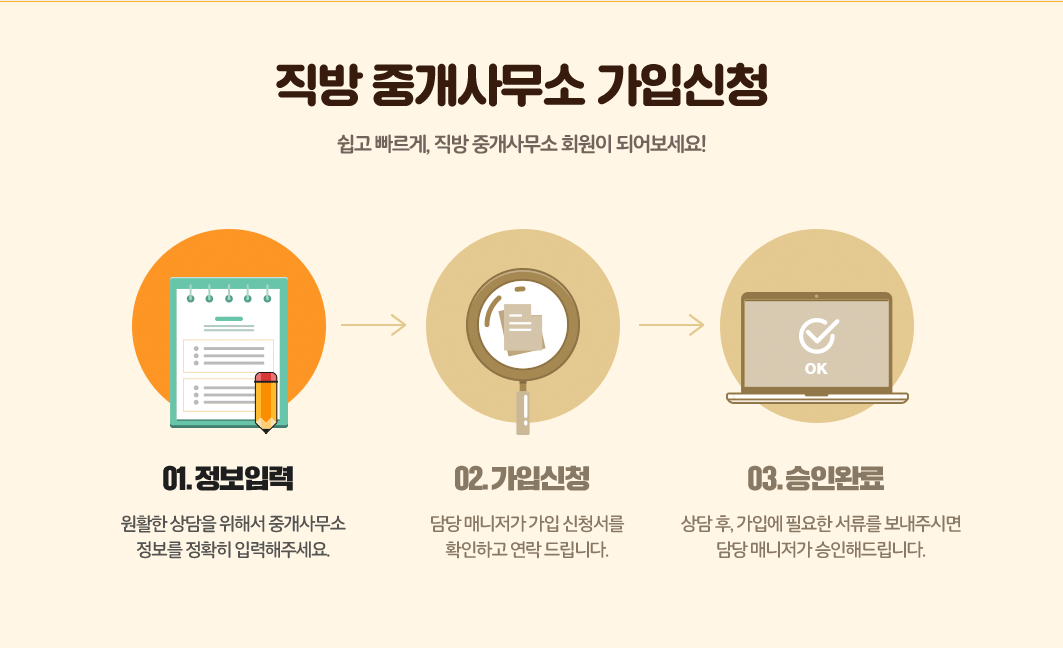 직방 중개사무소 가입신청
쉽고 빠르게, 직방 중개사무소 회원이 되어보세요!
OK
01. 정보입력
원활한 상담을 위해서 중개사무소
정보를 정확히 입력해주세요.
02. 가입신청
담당 매니저가 가입 신청서를
확인하고 연락 드립니다.
03. 승인완료
상담 후, 가입에 필요한 서류를 보내주시면
담당 매니저가 승인해드립니다.